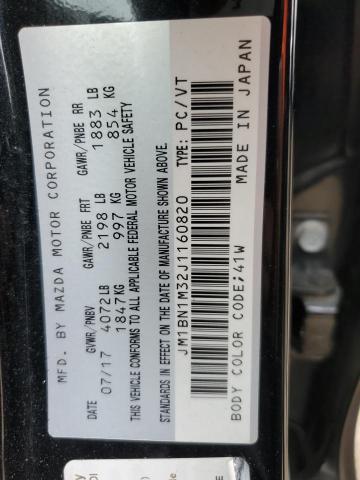 MFD. BY MAZDA MOTOR CORPORATION
DATE GVWR/PNBV GAWR/PNBE FRT GAWR/PNBE RR
07/17 4072LB 2198 LB 1883 LB
1847KG 997 KG 854 KG
THIS VEHICLE CONFORMS TO ALL APPLICABLE FEDERAL MOTOR VEHICLE SAFETY
STANDARDS IN EFFECT ON THE DATE OF MANUFACTURE SHOWN ABOVE.
JM1BN1M32J1160820 TYPE: PC/VT
BODY COLOR CODE:41W MADE IN JAPAN